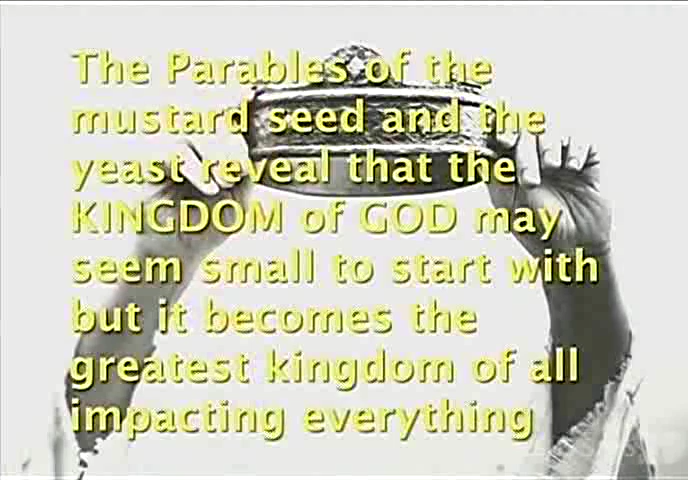 The Parables of the
mustard seed and the
yeast reveal that the
KINGDOM of GOD may
seem small to start with
but it becomes the
greatest kingdom of all
impacting everything